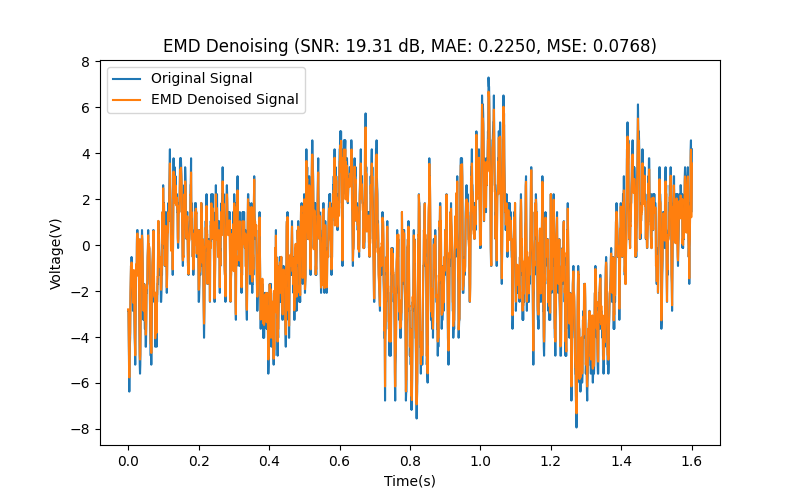 EMD Denoising (SNR: 19.31 dB, MAE: 0.2250, MSE: 0.0768)
Original Signal
EMD Denoised Signal
8
6
4
2
0
−2
−4
−6
−8
Voltage(V)
0.0 0.2 0.4 0.6 0.8 1.0 1.2 1.4 1.6
Time(s)